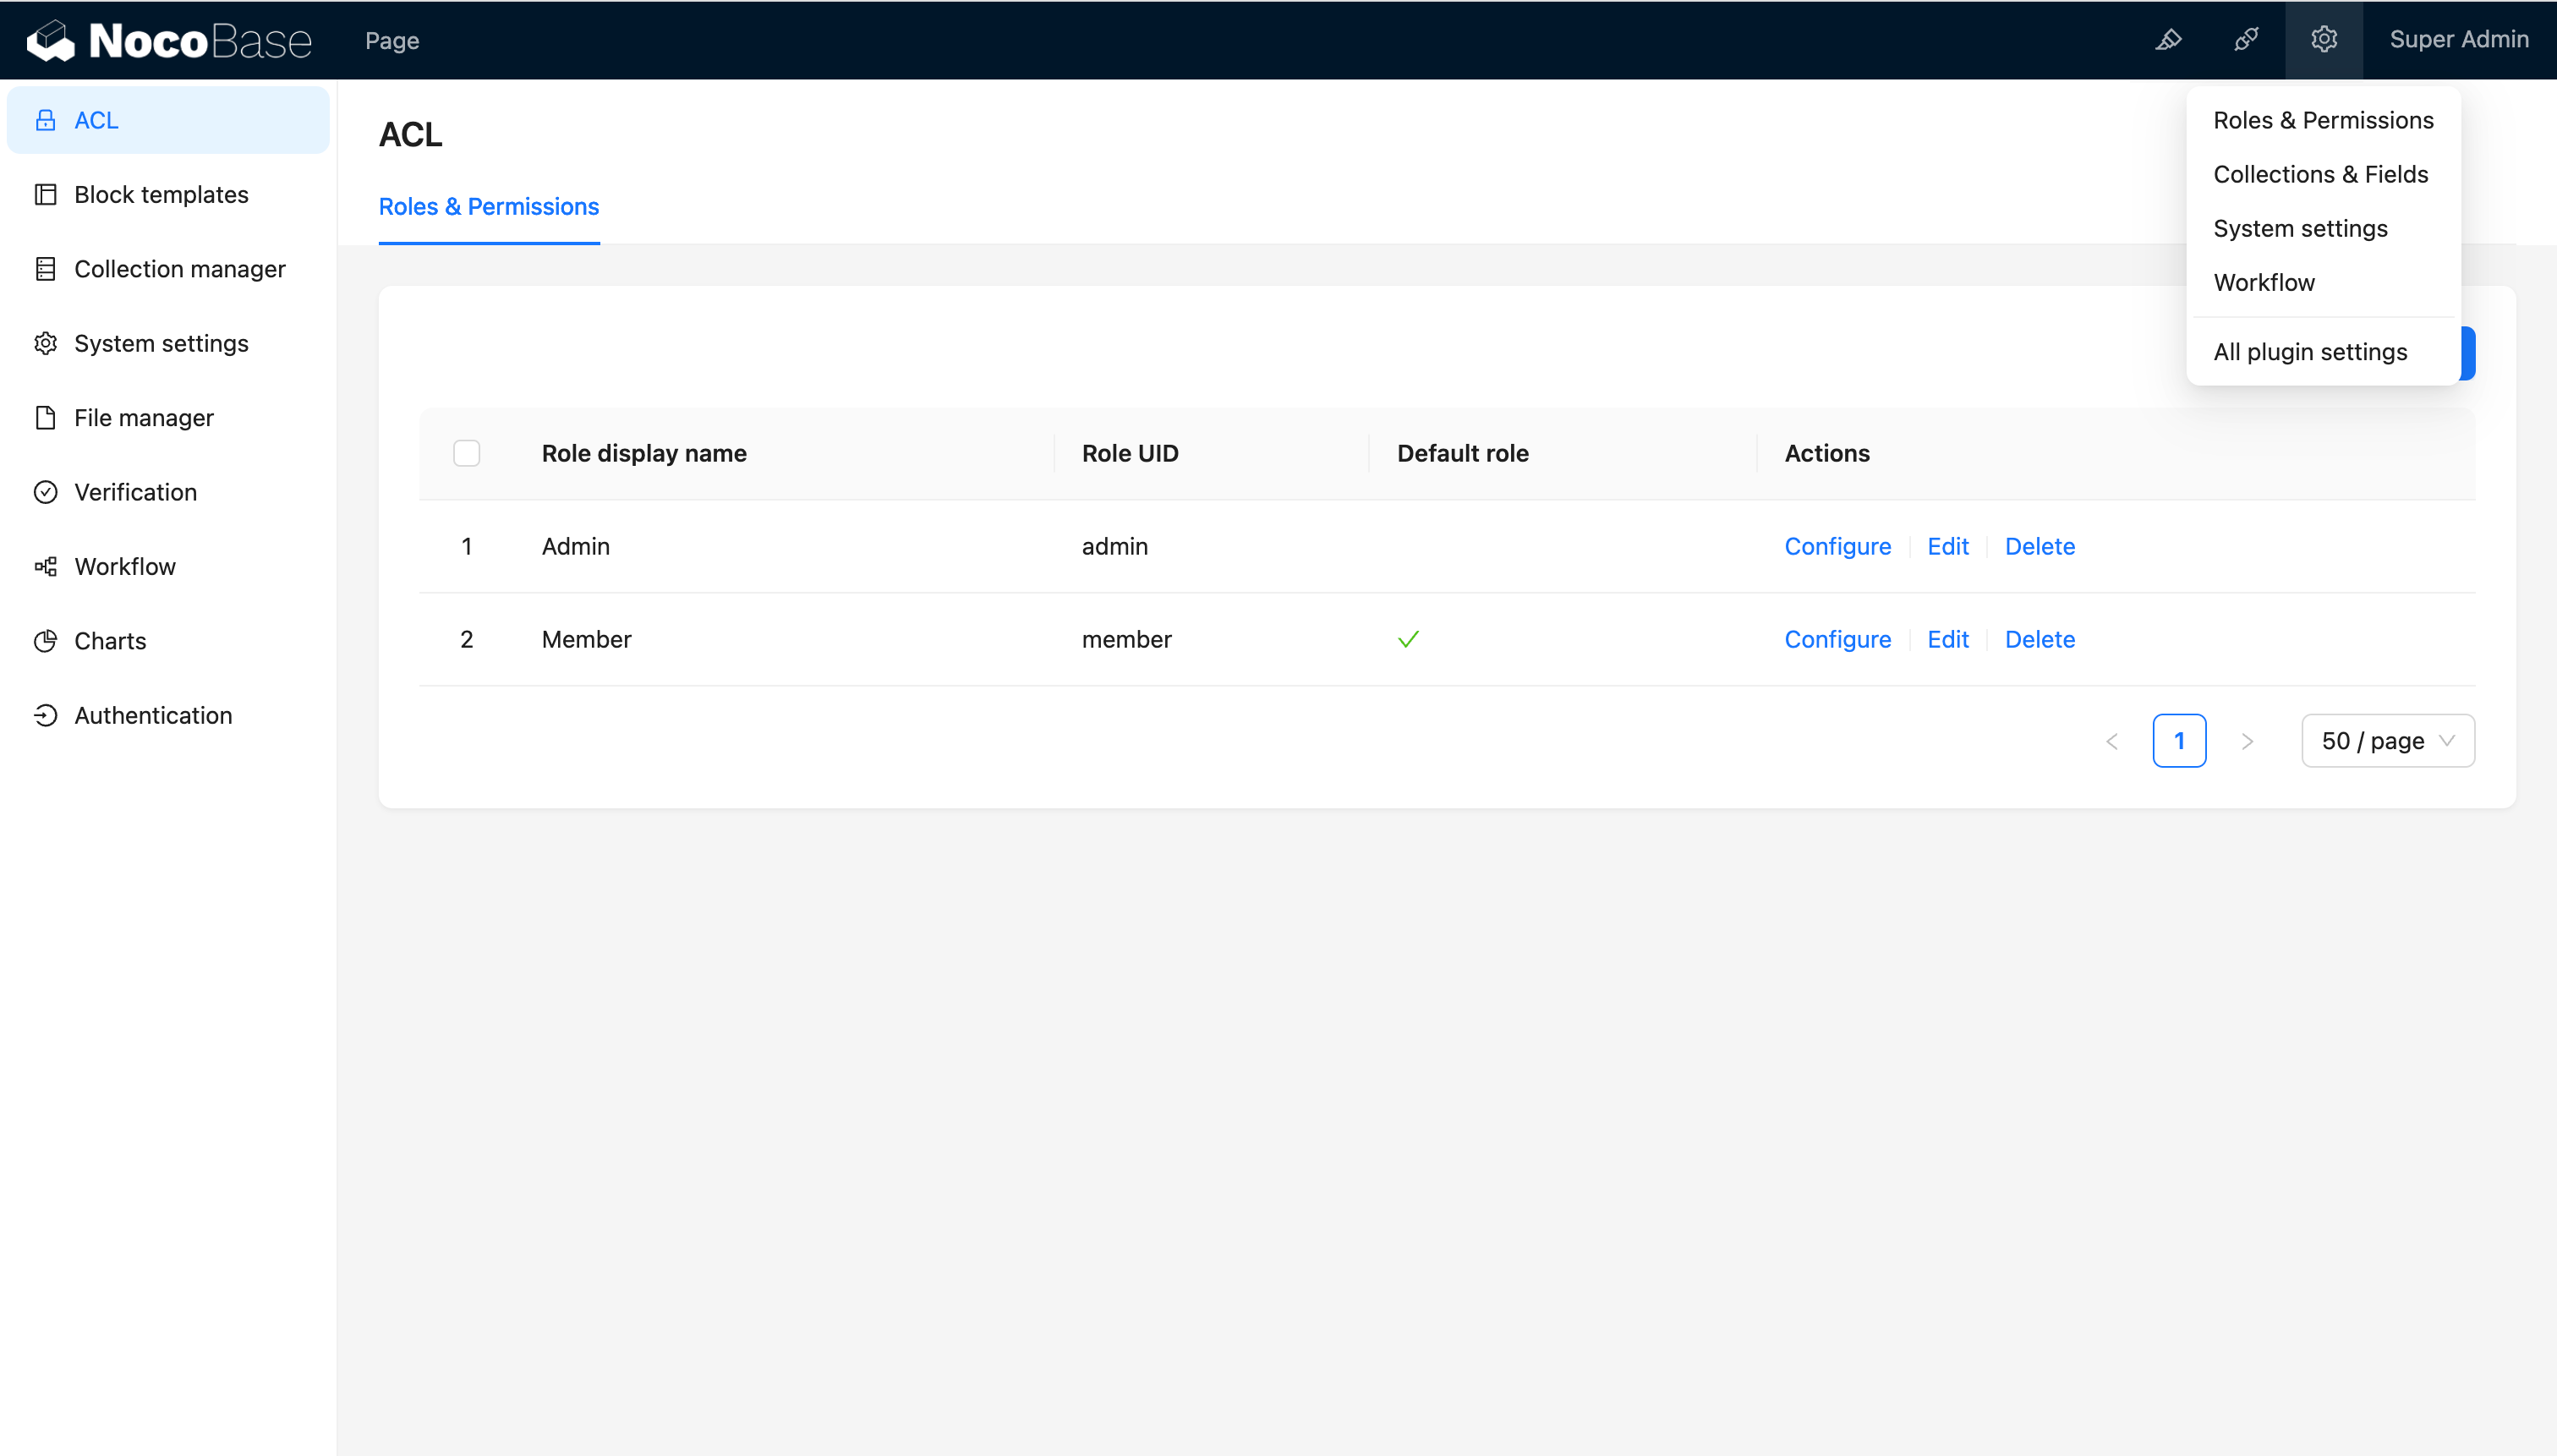 NocoBase
Page
Super Admin
ACL
Block templates
Collection manager
System settings
File manager
Verification
Workflow
Charts
Authentication
ACL
Roles & Permissions
Roles & Permissions
Collections & Fields
System settings
Workflow
All plugin settings
Role display name Role UID Default role Actions
1 Admin admin Configure Edit Delete
2 Member member Configure Edit Delete
1 50 / page